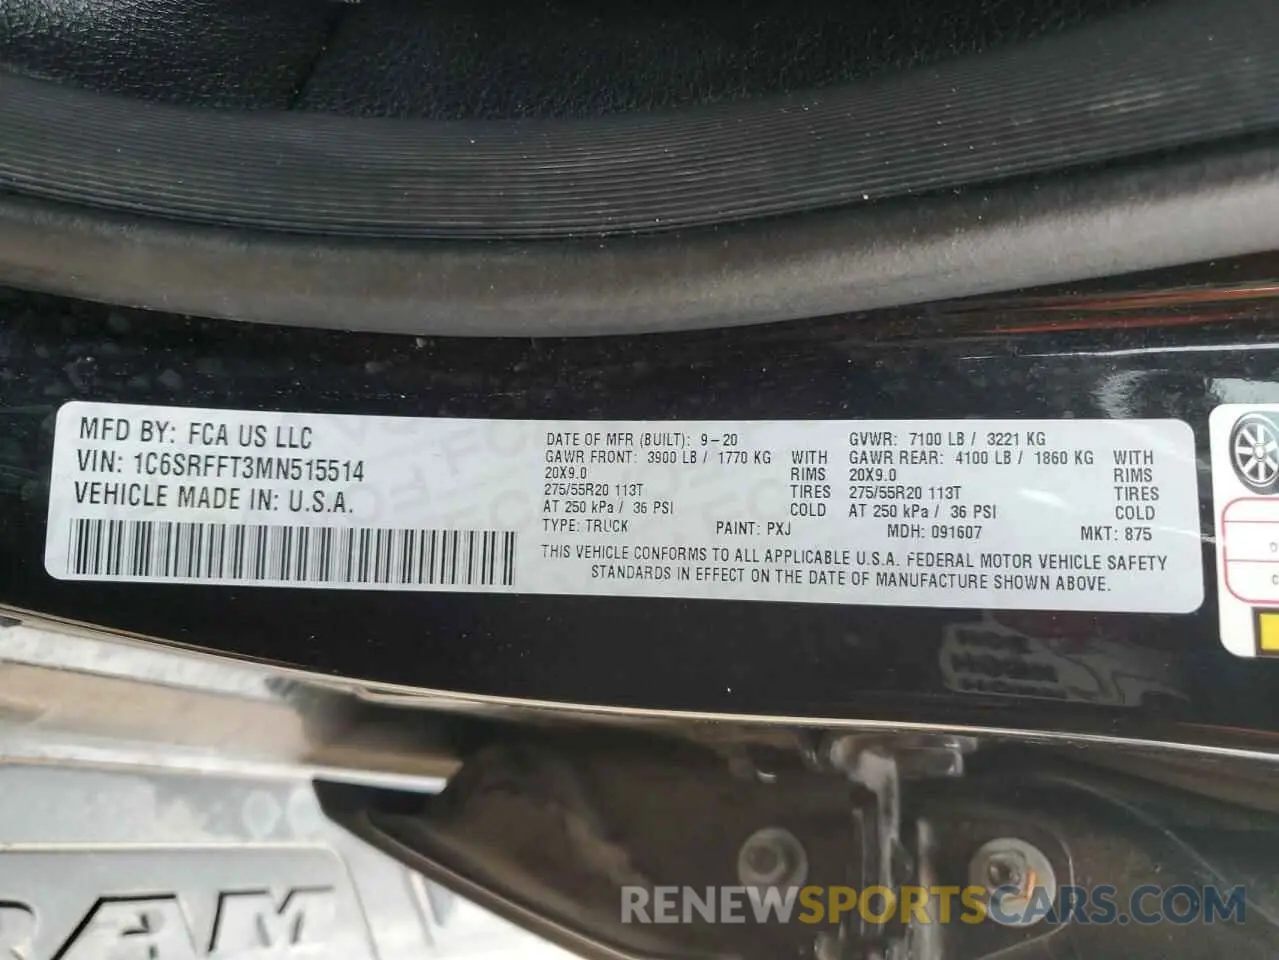 MFD BY: FCA US LLC
VIN: 1C6SRFFT3MN515514
VEHICLE MADE IN: U.S.A.
DATE OF MFR (BUILT): 9-20
GAWR FRONT: 3900 LB / 1770 KG WITH
20X9.0 RIMS
275/55R20 113T TIRES
AT 250 kPa / 36 PSI COLD
TYPE: TRUCK PAINT: PXJ
GVWR: 7100 LB / 3221 KG
GAWR REAR: 4100 LB / 1860 KG WITH
20X9.0 RIMS
275/55R20 113T TIRES
AT 250 kPa / 36 PSI COLD
MDH: 091607 MKT: 875
THIS VEHICLE CONFORMS TO ALL APPLICABLE U.S.A. FEDERAL MOTOR VEHICLE SAFETY
STANDARDS IN EFFECT ON THE DATE OF MANUFACTURE SHOWN ABOVE.
RAM
RENEWSPORTSCARS.COM